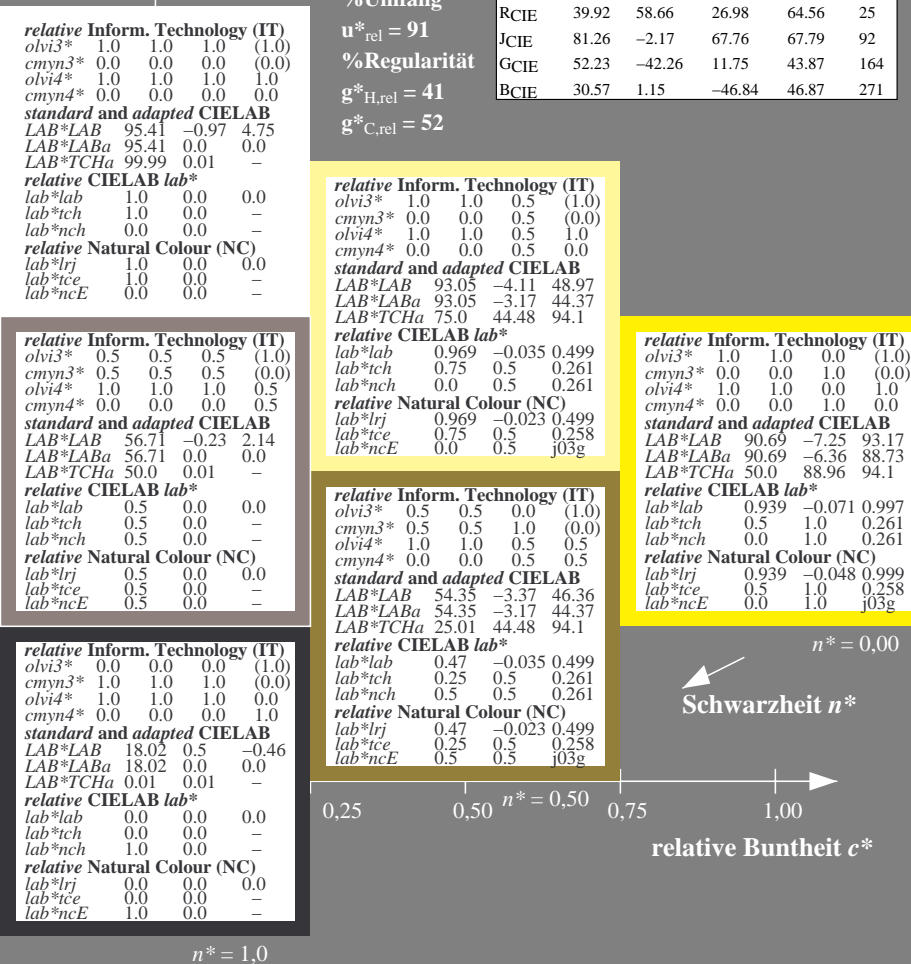 relative Inform. Technology (IT)
olvi3* 1.0 1.0 1.0 (1.0)
cmyn3* 0.0 0.0 0.0 (0.0)
olvi4* 1.0 1.0 1.0 1.0
cmyn4* 0.0 0.0 0.0 0.0
standard and adapted CIELAB
LAB*LAB 95.41 −0.97 4.75
LAB*LABa 95.41 0.0 0.0
LAB*TCHa 99.99 0.01 –
relative CIELAB lab*
lab*lab 1.0 0.0 0.0
lab*tch 1.0 0.0 –
lab*nch 0.0 0.0 –
relative Natural Colour (NC)
lab*lrj 1.0 0.0 0.0
lab*tce 1.0 0.0 –
lab*ncE 0.0 0.0 –
%Umfang
u*rel = 91
%Regularität
g*H,rel = 41
g*C,rel = 52
RCIE 39.92 58.66 26.98 64.56 25
JCIE 81.26 −2.17 67.76 67.79 92
GCIE 52.23 −42.26 11.75 43.87 164
BCIE 30.57 1.15 −46.84 46.87 271
relative Inform. Technology (IT)
olvi3* 1.0 1.0 0.5 (1.0)
cmyn3* 0.0 0.0 0.5 (0.0)
olvi4* 1.0 1.0 0.5 1.0
cmyn4* 0.0 0.0 0.5 0.0
standard and adapted CIELAB
LAB*LAB 93.05 −4.11 48.97
LAB*LABa 93.05 −3.17 44.37
LAB*TCHa 75.0 44.48 94.1
relative CIELAB lab*
lab*lab 0.969 −0.035 0.499
lab*tch 0.75 0.5 0.261
lab*nch 0.0 0.5 0.261
relative Natural Colour (NC)
lab*lrj 0.969 −0.023 0.499
lab*tce 0.75 0.5 0.258
lab*ncE 0.0 0.5 j03g
relative Inform. Technology (IT)
olvi3* 0.5 0.5 0.5 (1.0)
cmyn3* 0.5 0.5 0.5 (0.0)
olvi4* 1.0 1.0 1.0 0.5
cmyn4* 0.0 0.0 0.0 0.5
standard and adapted CIELAB
LAB*LAB 56.71 −0.23 2.14
LAB*LABa 56.71 0.0 0.0
LAB*TCHa 50.0 0.01 –
relative CIELAB lab*
lab*lab 0.5 0.0 0.0
lab*tch 0.5 0.0 –
lab*nch 0.5 0.0 –
relative Natural Colour (NC)
lab*lrj 0.5 0.0 0.0
lab*tce 0.5 0.0 –
lab*ncE 0.5 0.0 –
relative Inform. Technology (IT)
olvi3* 1.0 1.0 0.0 (1.0)
cmyn3* 0.0 0.0 1.0 (0.0)
olvi4* 1.0 1.0 0.0 1.0
cmyn4* 0.0 0.0 1.0 0.0
standard and adapted CIELAB
LAB*LAB 90.69 −7.25 93.17
LAB*LABa 90.69 −6.36 88.73
LAB*TCHa 50.0 88.96 94.1
relative CIELAB lab*
lab*lab 0.939 −0.071 0.997
lab*tch 0.5 1.0 0.261
lab*nch 0.0 1.0 0.261
relative Natural Colour (NC)
lab*lrj 0.939 −0.048 0.999
lab*tce 0.5 1.0 0.258
lab*ncE 0.0 1.0 j03g
relative Inform. Technology (IT)
olvi3* 0.5 0.5 0.0 (1.0)
cmyn3* 0.5 0.5 1.0 (0.0)
olvi4* 1.0 1.0 0.5 0.5
cmyn4* 0.0 0.0 0.5 0.5
standard and adapted CIELAB
LAB*LAB 54.35 −3.37 46.36
LAB*LABa 54.35 −3.17 44.37
LAB*TCHa 25.01 44.48 94.1
relative CIELAB lab*
lab*lab 0.47 −0.035 0.499
lab*tch 0.25 0.5 0.261
lab*nch 0.5 0.5 0.261
relative Natural Colour (NC)
lab*lrj 0.47 −0.023 0.499
lab*tce 0.25 0.5 0.258
lab*ncE 0.5 0.5 j03g
relative Inform. Technology (IT)
olvi3* 0.0 0.0 0.0 (1.0)
cmyn3* 1.0 1.0 1.0 (0.0)
olvi4* 1.0 1.0 1.0 0.0
cmyn4* 0.0 0.0 0.0 1.0
standard and adapted CIELAB
LAB*LAB 18.02 0.5 −0.46
LAB*LABa 18.02 0.0 0.0
LAB*TCHa 0.01 0.01 –
relative CIELAB lab*
lab*lab 0.0 0.0 0.0
lab*tch 0.0 0.0 –
lab*nch 1.0 0.0 –
relative Natural Colour (NC)
lab*lrj 0.0 0.0 0.0
lab*tce 0.0 0.0 –
lab*ncE 1.0 0.0 –
n* = 0,00
Schwarzheit n*
0,25 0,50 n* = 0,50 0,75 1,00
relative Buntheit c*
n* = 1,0